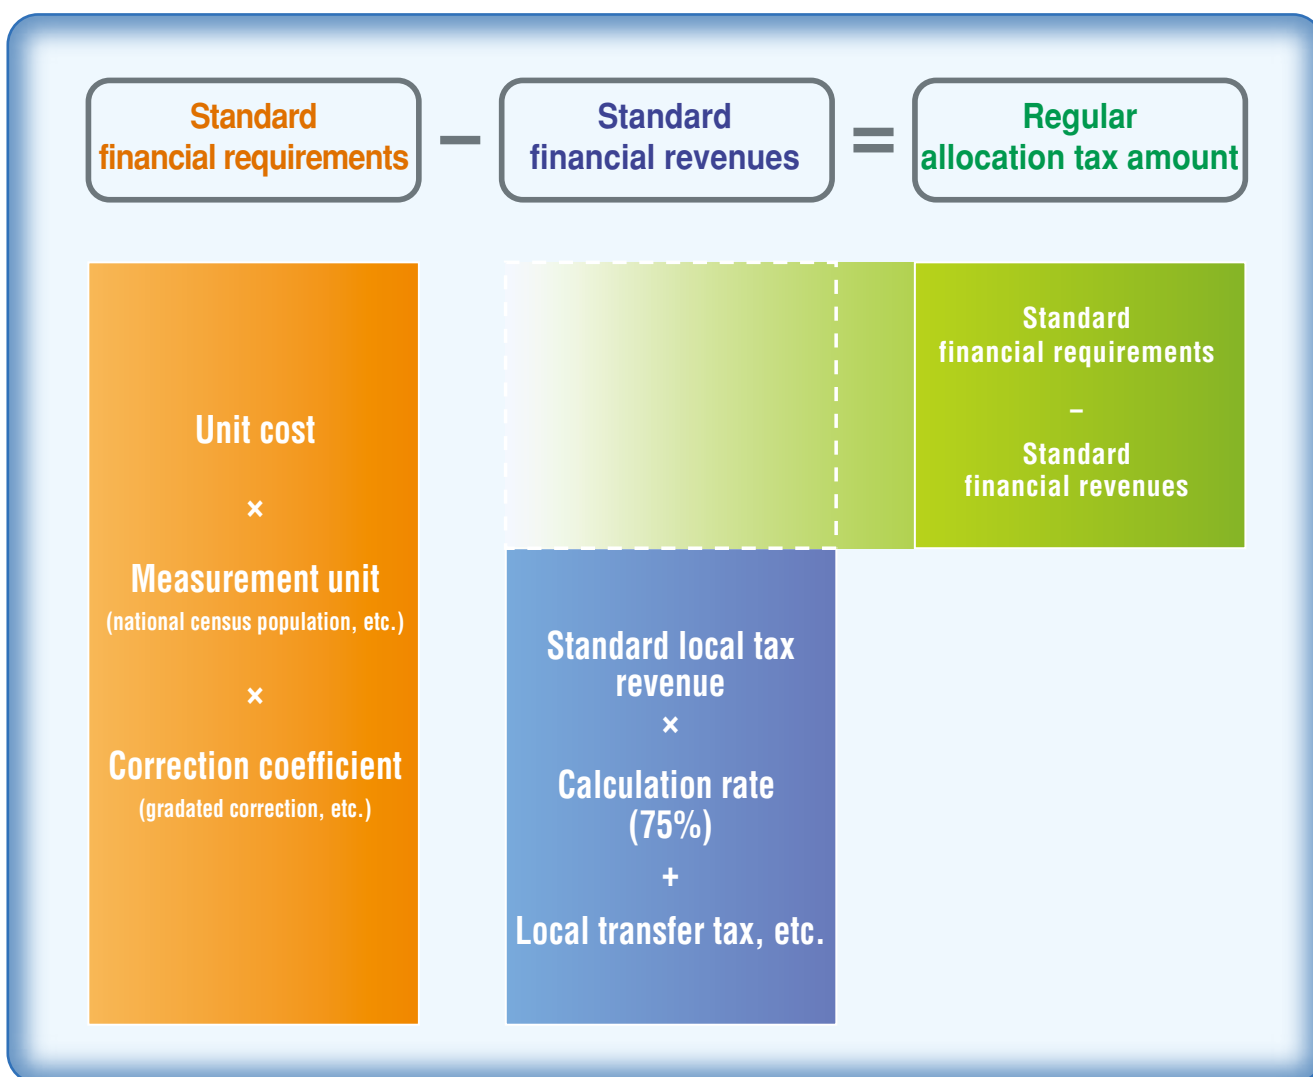 Standard
financial requirements
−
Standard
financial revenues
=
Regular
allocation tax amount
Unit cost
×
Measurement unit
(national census population, etc.)
×
Correction coefficient
(gradated correction, etc.)
Standard local tax
revenue
×
Calculation rate
(75%)
+
Local transfer tax, etc.
Standard
financial requirements
–
Standard
financial revenues